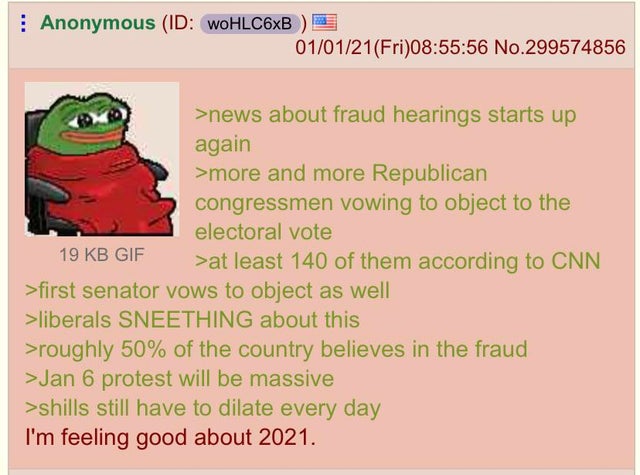 Anonymous (ID: woHLC6xB )
01/01/21(Fri)08:55:56 No.299574856
>news about fraud hearings starts up
again
>more and more Republican
congressmen vowing to object to the
electoral vote
19 KB GIF
>at least 140 of them according to CNN
>first senator vows to object as well
>liberals SNEETHING about this
>roughly 50% of the country believes in the fraud
>Jan 6 protest will be massive
>shills still have to dilate every day
I'm feeling good about 2021.